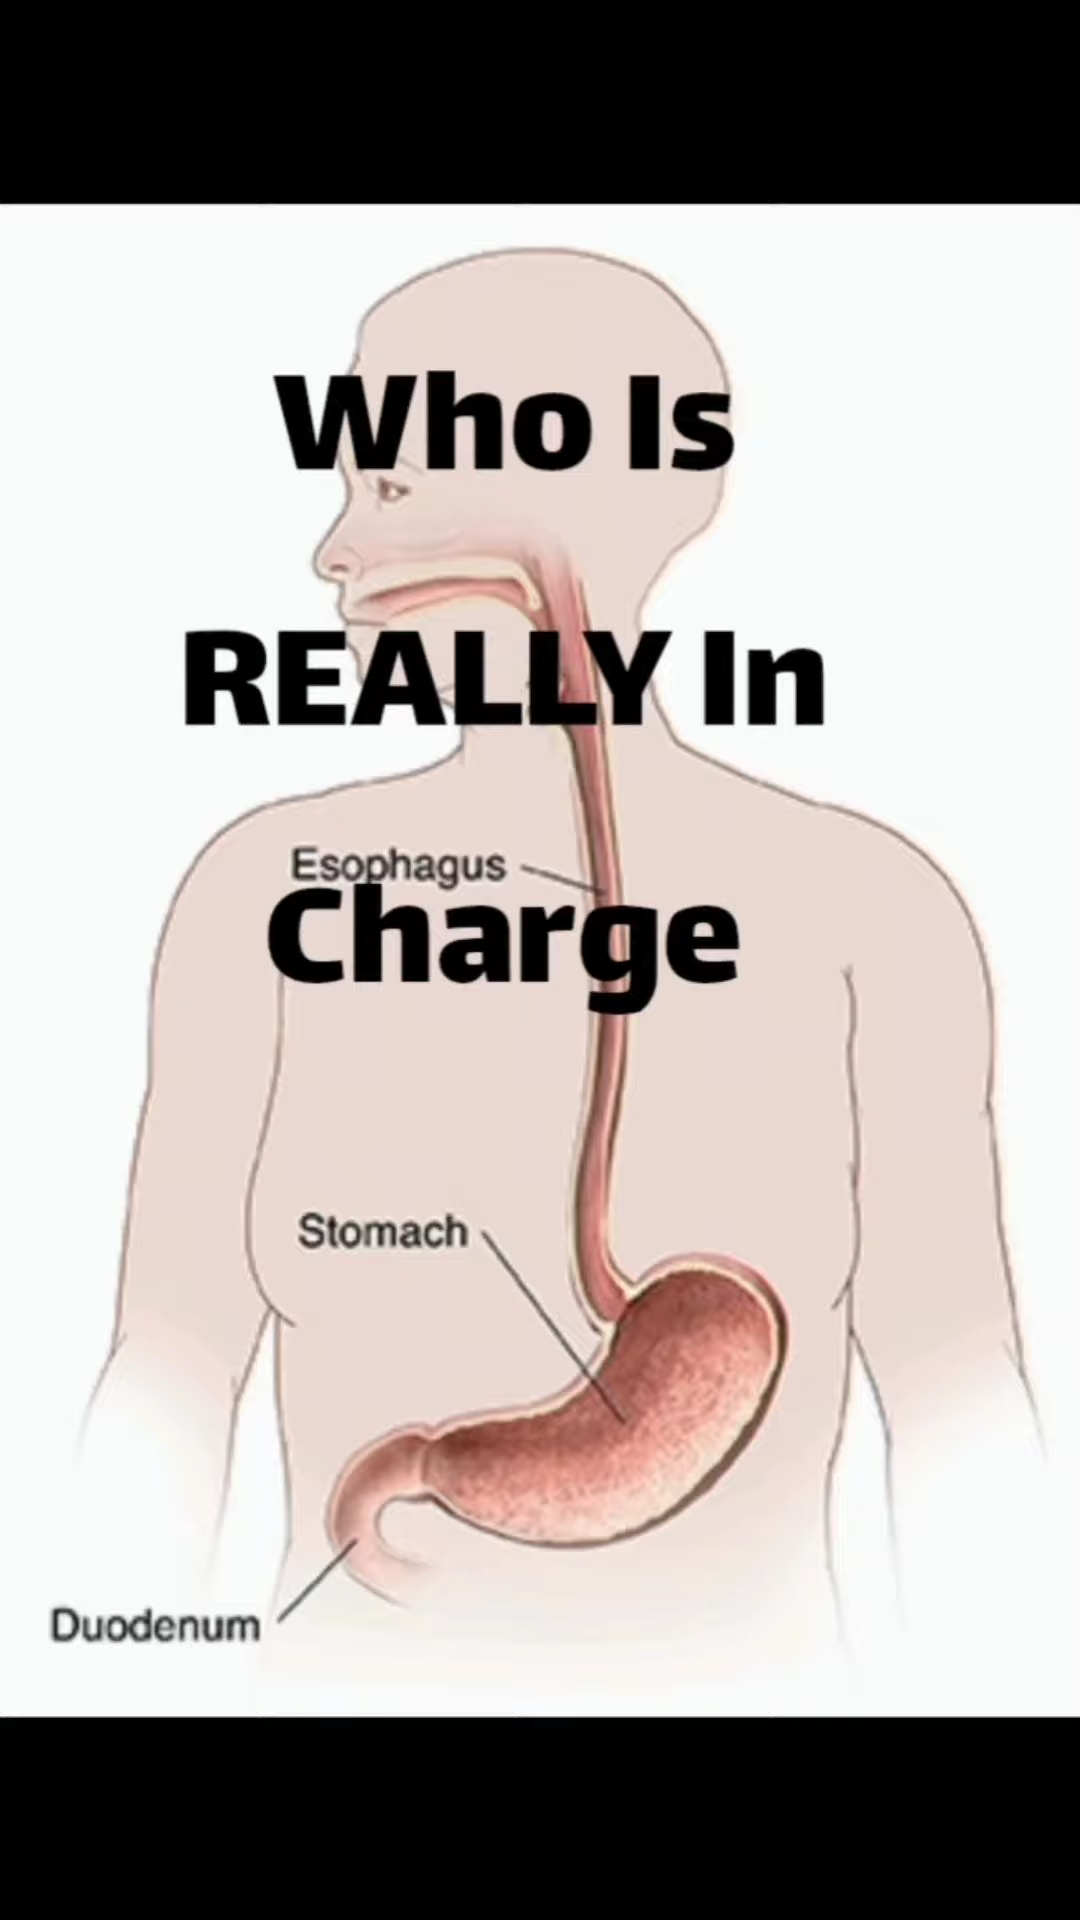 Who Is
REALLY In
Esophagus
Charge
Stomach
Duodenum